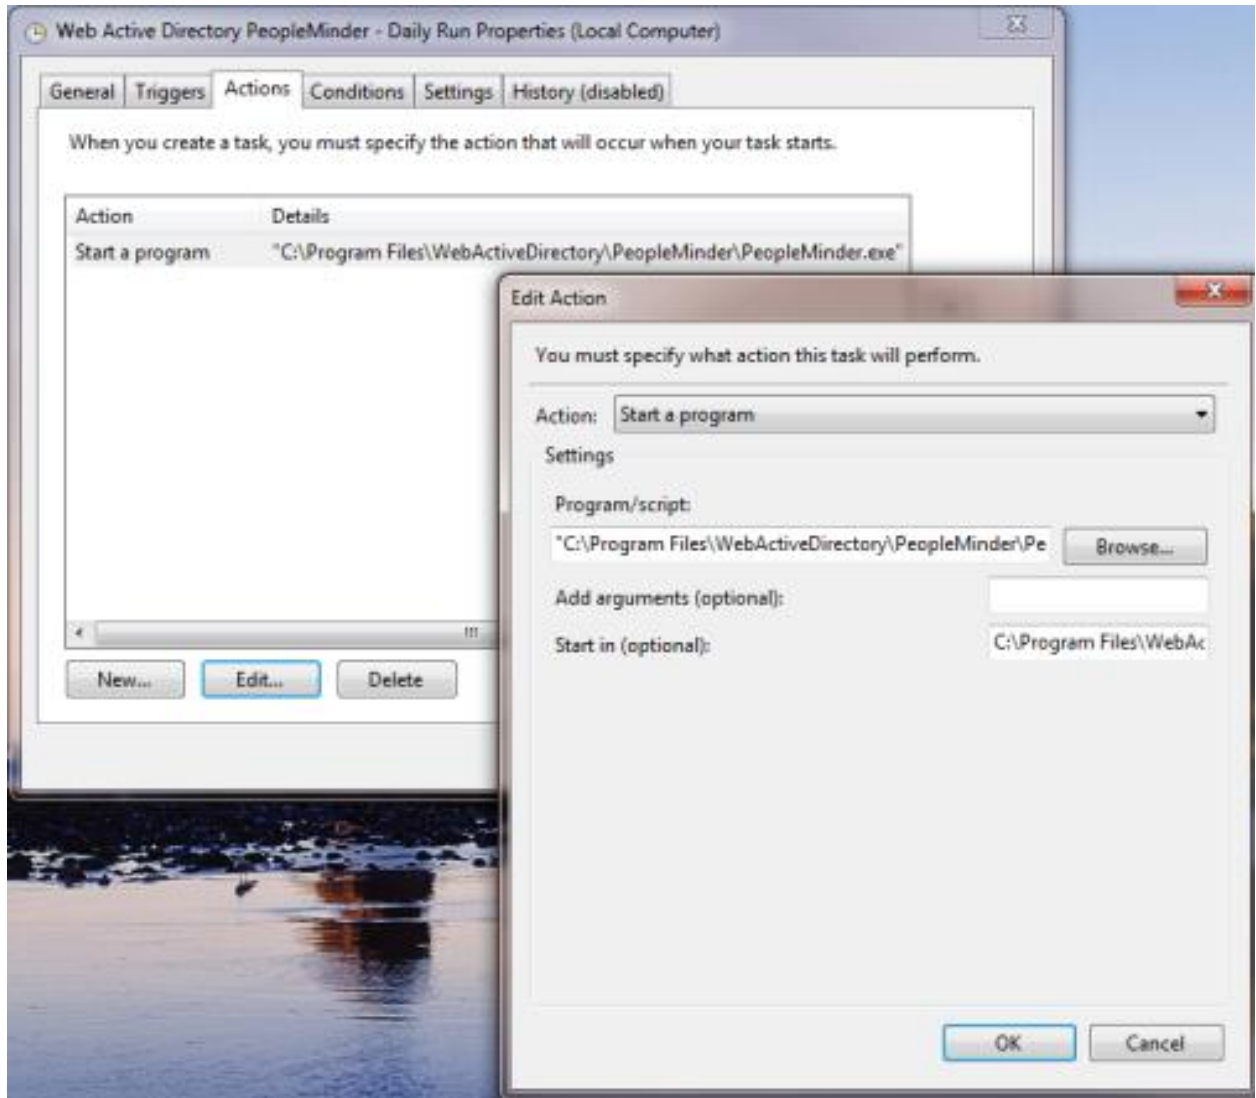 Web Active Directory PeopleMinder - Daily Run Properties (Local Computer)
General Triggers Actions Conditions Settings History (disabled)
When you create a task, you must specify the action that will occur when your task starts.
Action Details
Start a program "C:\Program Files\WebActiveDirectory\PeopleMinder\PeopleMinder.exe"
New... Edit... Delete
Edit Action
You must specify what action this task will perform.
Action: Start a program
Settings
Program/script:
"C:\Program Files\WebActiveDirectory\PeopleMinder\Pe Browse...
Add arguments (optional):
Start in (optional): C:\Program Files\WebAc
OK Cancel